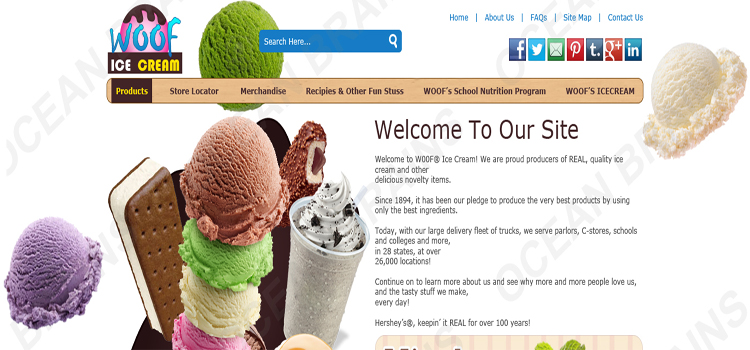 WOOF
ICE CREAM
Home | About Us | FAQs | Site Map | Contact Us
Search Here...
Products
Store Locator
Merchandise
Recipies & Other Fun Stuss
WOOF's School Nutrition Program
WOOF'S ICECREAM
Welcome To Our Site
Welcome to W00F® Ice Cream! We are proud producers of REAL, quality ice
cream and other
delicious novelty items.
Since 1894, it has been our pledge to produce the very best products by using
only the best ingredients.
Today, with our large delivery fleet of trucks, we serve parlors, C-stores, schools
and colleges and more,
in 28 states, at over
26,000 locations!
Continue on to learn more about us and see why more and more people love us,
and the tasty stuff we make,
every day!
Hershey's®, keepin' it REAL for over 100 years!
OCEAN BRAINS
OCEAN BRAINS